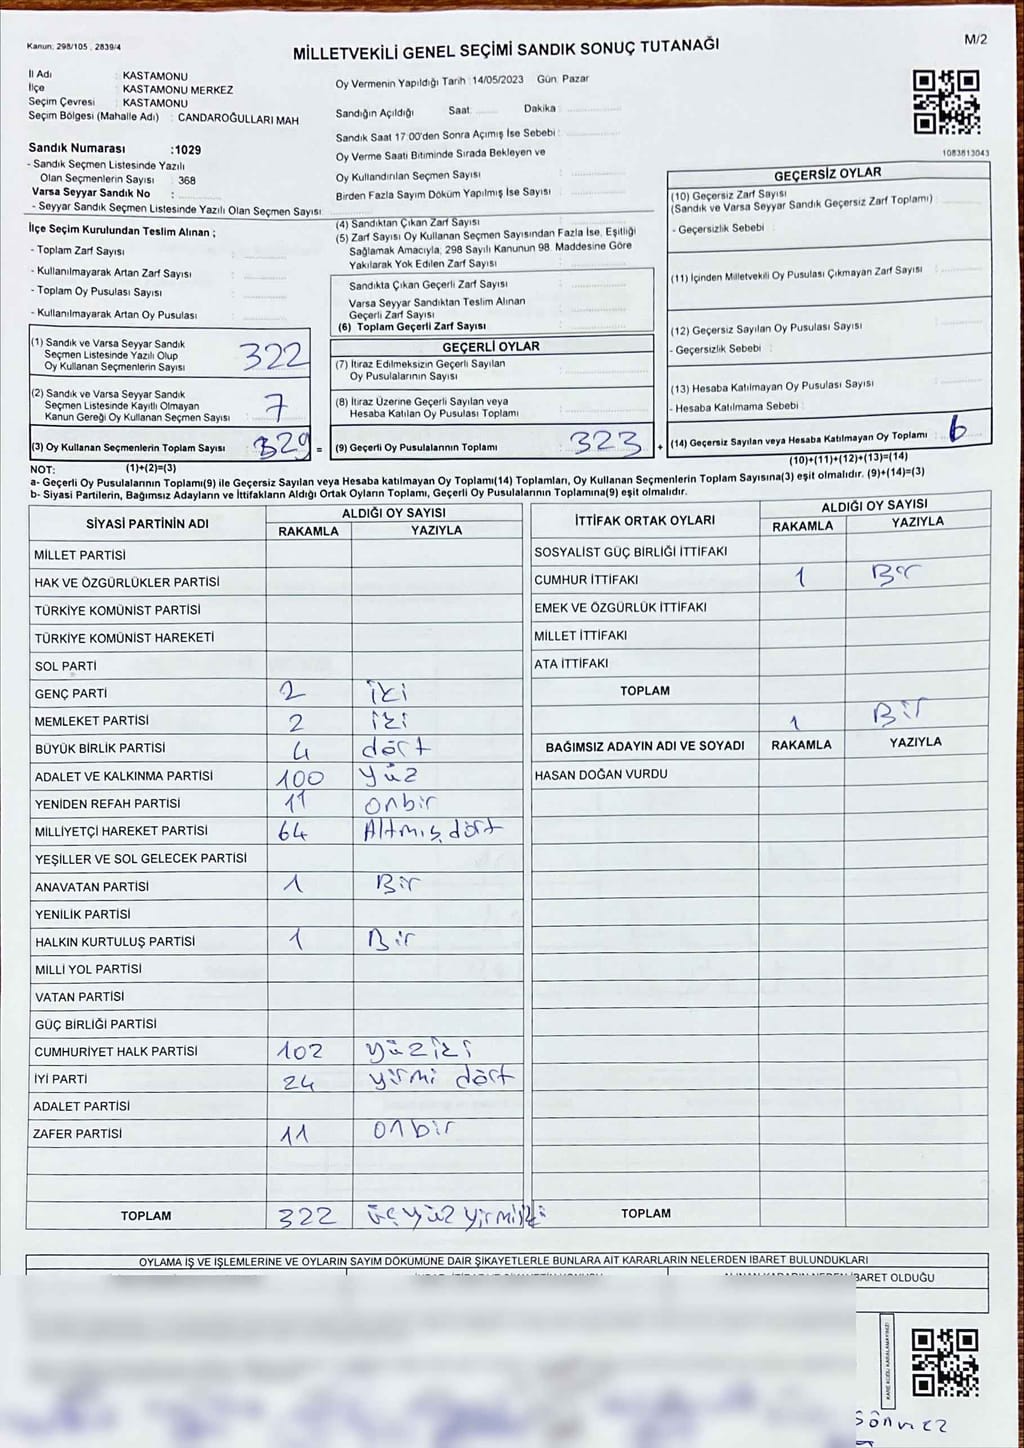 Kanun: 298/105 , 2839/4
M/2
MİLLETVEKİLİ GENEL SEÇİMİ SANDIK SONUÇ TUTANAĞI
İl Adı : KASTAMONU
İlçe : KASTAMONU MERKEZ
Seçim Çevresi : KASTAMONU
Seçim Bölgesi (Mahalle Adı) : CANDAROĞULLARI MAH
Sandık Numarası :1029
- Sandık Seçmen Listesinde Yazılı
Olan Seçmenlerin Sayısı : 368
Varsa Seyyar Sandık No :
- Seyyar Sandık Seçmen Listesinde Yazılı Olan Seçmen Sayısı :
Oy Vermenin Yapıldığı Tarih : 14/05/2023 Gün: Pazar
Sandığın Açıldığı Saat: Dakika :
Sandık Saat 17:00'den Sonra Açılmış İse Sebebi :
Oy Verme Saati Bitiminde Sırada Bekleyen ve
Oy Kullandırılan Seçmen Sayısı :
Birden Fazla Sayım Döküm Yapılmış İse Sayısı :
1083813043
İlçe Seçim Kurulundan Teslim Alınan ;
- Toplam Zarf Sayısı :
- Kullanılmayarak Artan Zarf Sayısı :
- Toplam Oy Pusulası Sayısı :
- Kullanılmayarak Artan Oy Pusulası :
(4) Sandıktan Çıkan Zarf Sayısı :
(5) Zarf Sayısı Oy Kullanan Seçmen Sayısından Fazla İse, Eşitliği
Sağlamak Amacıyla, 298 Sayılı Kanunun 98. Maddesine Göre
Yakılarak Yok Edilen Zarf Sayısı :
Sandıkta Çıkan Geçerli Zarf Sayısı :
Varsa Seyyar Sandıktan Teslim Alınan
Geçerli Zarf Sayısı :
(6) Toplam Geçerli Zarf Sayısı :
GEÇERSİZ OYLAR
(10) Geçersiz Zarf Sayısı
(Sandık ve Varsa Seyyar Sandık Geçersiz Zarf Toplamı) :
- Geçersizlik Sebebi :
(11) İçinden Milletvekili Oy Pusulası Çıkmayan Zarf Sayısı :
(12) Geçersiz Sayılan Oy Pusulası Sayısı :
- Geçersizlik Sebebi :
(13) Hesaba Katılmayan Oy Pusulası Sayısı :
- Hesaba Katılmama Sebebi :
(14) Geçersiz Sayılan veya Hesaba Katılmayan Oy Toplamı : 6
(10)+(11)+(12)+(13)=(14)
(1) Sandık ve Varsa Seyyar Sandık
Seçmen Listesinde Yazılı Olup
Oy Kullanan Seçmenlerin Sayısı : 322
(2) Sandık ve Varsa Seyyar Sandık
Seçmen Listesinde Kayıtlı Olmayan
Kanun Gereği Oy Kullanan Seçmen Sayısı : 7
(3) Oy Kullanan Seçmenlerin Toplam Sayısı : 329 =
GEÇERLİ OYLAR
(7) İtiraz Edilmeksizin Geçerli Sayılan
Oy Pusulalarının Sayısı :
(8) İtiraz Üzerine Geçerli Sayılan veya
Hesaba Katılan Oy Pusulası Toplamı :
(9) Geçerli Oy Pusulalarının Toplamı : 323 +
NOT: (1)+(2)=(3)
a- Geçerli Oy Pusulalarının Toplamı(9) ile Geçersiz Sayılan veya Hesaba katılmayan Oy Toplamı(14) Toplamları, Oy Kullanan Seçmenlerin Toplam Sayısına(3) eşit olmalıdır. (9)+(14)=(3)
b- Siyasi Partilerin, Bağımsız Adayların ve İttifakların Aldığı Ortak Oyların Toplamı, Geçerli Oy Pusulalarının Toplamına(9) eşit olmalıdır.
SİYASİ PARTİNİN ADI ALDIĞI OY SAYISI
RAKAMLA YAZIYLA
MİLLET PARTİSİ
HAK VE ÖZGÜRLÜKLER PARTİSİ
TÜRKİYE KOMÜNİST PARTİSİ
TÜRKİYE KOMÜNİST HAREKETİ
SOL PARTİ
GENÇ PARTİ 2 iki
MEMLEKET PARTİSİ 2 iki
BÜYÜK BİRLİK PARTİSİ 4 dört
ADALET VE KALKINMA PARTİSİ 100 yüz
YENİDEN REFAH PARTİSİ 11 onbir
MİLLİYETÇİ HAREKET PARTİSİ 64 Altmış dört
YEŞİLLER VE SOL GELECEK PARTİSİ
ANAVATAN PARTİSİ 1 Bir
YENİLİK PARTİSİ
HALKIN KURTULUŞ PARTİSİ 1 Bir
MİLLİ YOL PARTİSİ
VATAN PARTİSİ
GÜÇ BİRLİĞİ PARTİSİ
CUMHURİYET HALK PARTİSİ 102 yüz iki
İYİ PARTİ 24 yirmi dört
ADALET PARTİSİ
ZAFER PARTİSİ 11 onbir
TOPLAM 322 üç yüz yirmi iki
İTTİFAK ORTAK OYLARI ALDIĞI OY SAYISI
RAKAMLA YAZIYLA
SOSYALİST GÜÇ BİRLİĞİ İTTİFAKI
CUMHUR İTTİFAKI 1 Bir
EMEK VE ÖZGÜRLÜK İTTİFAKI
MİLLET İTTİFAKI
ATA İTTİFAKI
TOPLAM 1 Bir
BAĞIMSIZ ADAYIN ADI VE SOYADI RAKAMLA YAZIYLA
HASAN DOĞAN VURDU
TOPLAM
OYLAMA İŞ VE İŞLEMLERİNE VE OYLARIN SAYIM DÖKÜMÜNE DAİR ŞİKAYETLERLE BUNLARA AİT KARARLARIN NELERDEN İBARET BULUNDUKLARI
İBARET OLDUĞU
Sönmez